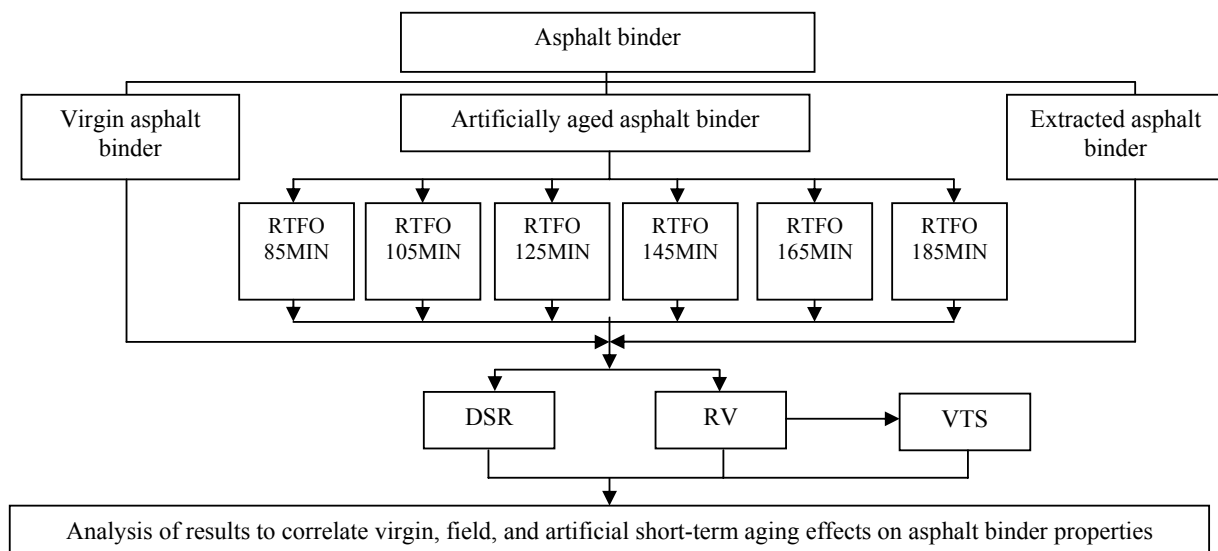 Asphalt binder
Virgin asphalt
binder
Artificially aged asphalt binder
Extracted asphalt
binder
RTFO
85MIN
RTFO
105MIN
RTFO
125MIN
RTFO
145MIN
RTFO
165MIN
RTFO
185MIN
DSR
RV
VTS
Analysis of results to correlate virgin, field, and artificial short-term aging effects on asphalt binder properties